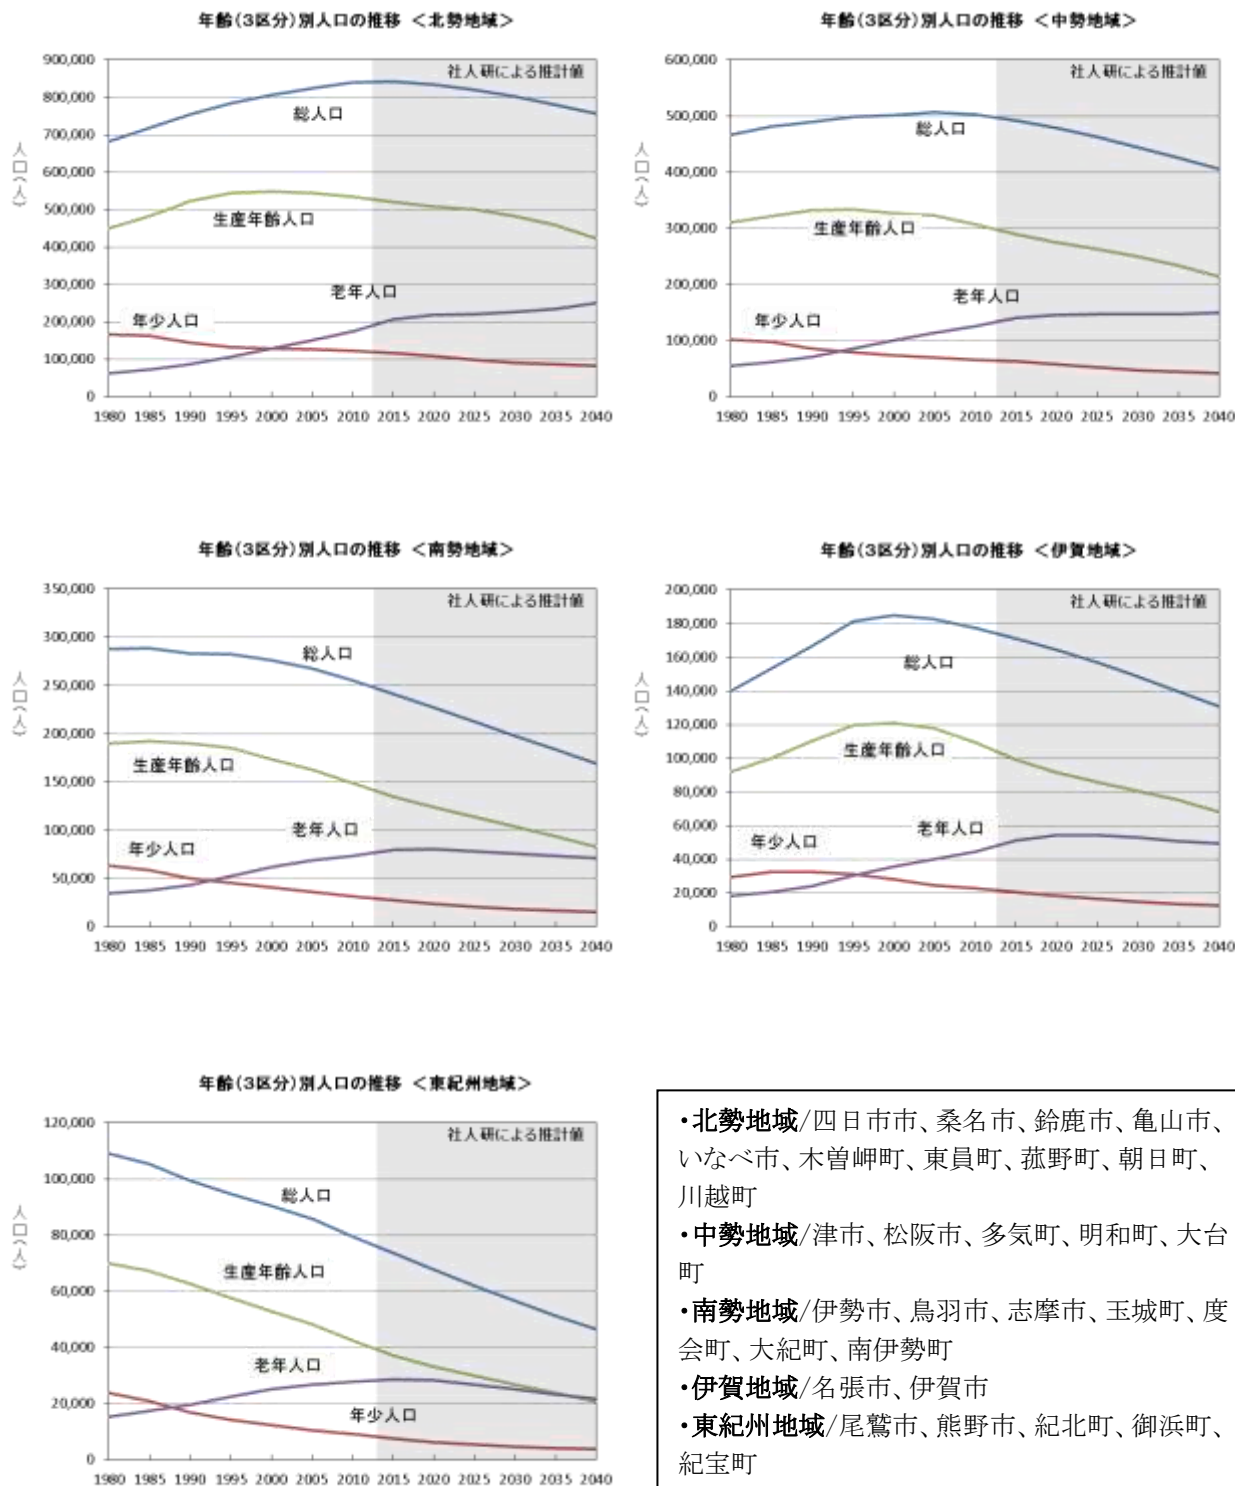 年齢(3区分)別人口の推移 <北勢地域>
900,000
800,000
700,000
600,000
500,000
400,000
300,000
200,000
100,000
0
人口(人)
社人研による推計値
総人口
生産年齢人口
老年人口
年少人口
1980 1985 1990 1995 2000 2005 2010 2015 2020 2025 2030 2035 2040
年齢(3区分)別人口の推移 <中勢地域>
600,000
500,000
400,000
300,000
200,000
100,000
0
人口(人)
社人研による推計値
総人口
生産年齢人口
老年人口
年少人口
1980 1985 1990 1995 2000 2005 2010 2015 2020 2025 2030 2035 2040
年齢(3区分)別人口の推移 <南勢地域>
350,000
300,000
250,000
200,000
150,000
100,000
50,000
0
人口(人)
社人研による推計値
総人口
生産年齢人口
老年人口
年少人口
1980 1985 1990 1995 2000 2005 2010 2015 2020 2025 2030 2035 2040
年齢(3区分)別人口の推移 <伊賀地域>
200,000
180,000
160,000
140,000
120,000
100,000
80,000
60,000
40,000
20,000
0
人口(人)
社人研による推計値
総人口
生産年齢人口
老年人口
年少人口
1980 1985 1990 1995 2000 2005 2010 2015 2020 2025 2030 2035 2040
年齢(3区分)別人口の推移 <東紀州地域>
120,000
100,000
80,000
60,000
40,000
20,000
0
人口(人)
社人研による推計値
総人口
生産年齢人口
老年人口
年少人口
1980 1985 1990 1995 2000 2005 2010 2015 2020 2025 2030 2035 2040
・北勢地域/四日市市、桑名市、鈴鹿市、亀山市、
いなべ市、木曽岬町、東員町、菰野町、朝日町、
川越町
・中勢地域/津市、松阪市、多気町、明和町、大台
町
・南勢地域/伊勢市、鳥羽市、志摩市、玉城町、度
会町、大紀町、南伊勢町
・伊賀地域/名張市、伊賀市
・東紀州地域/尾鷲市、熊野市、紀北町、御浜町、
紀宝町